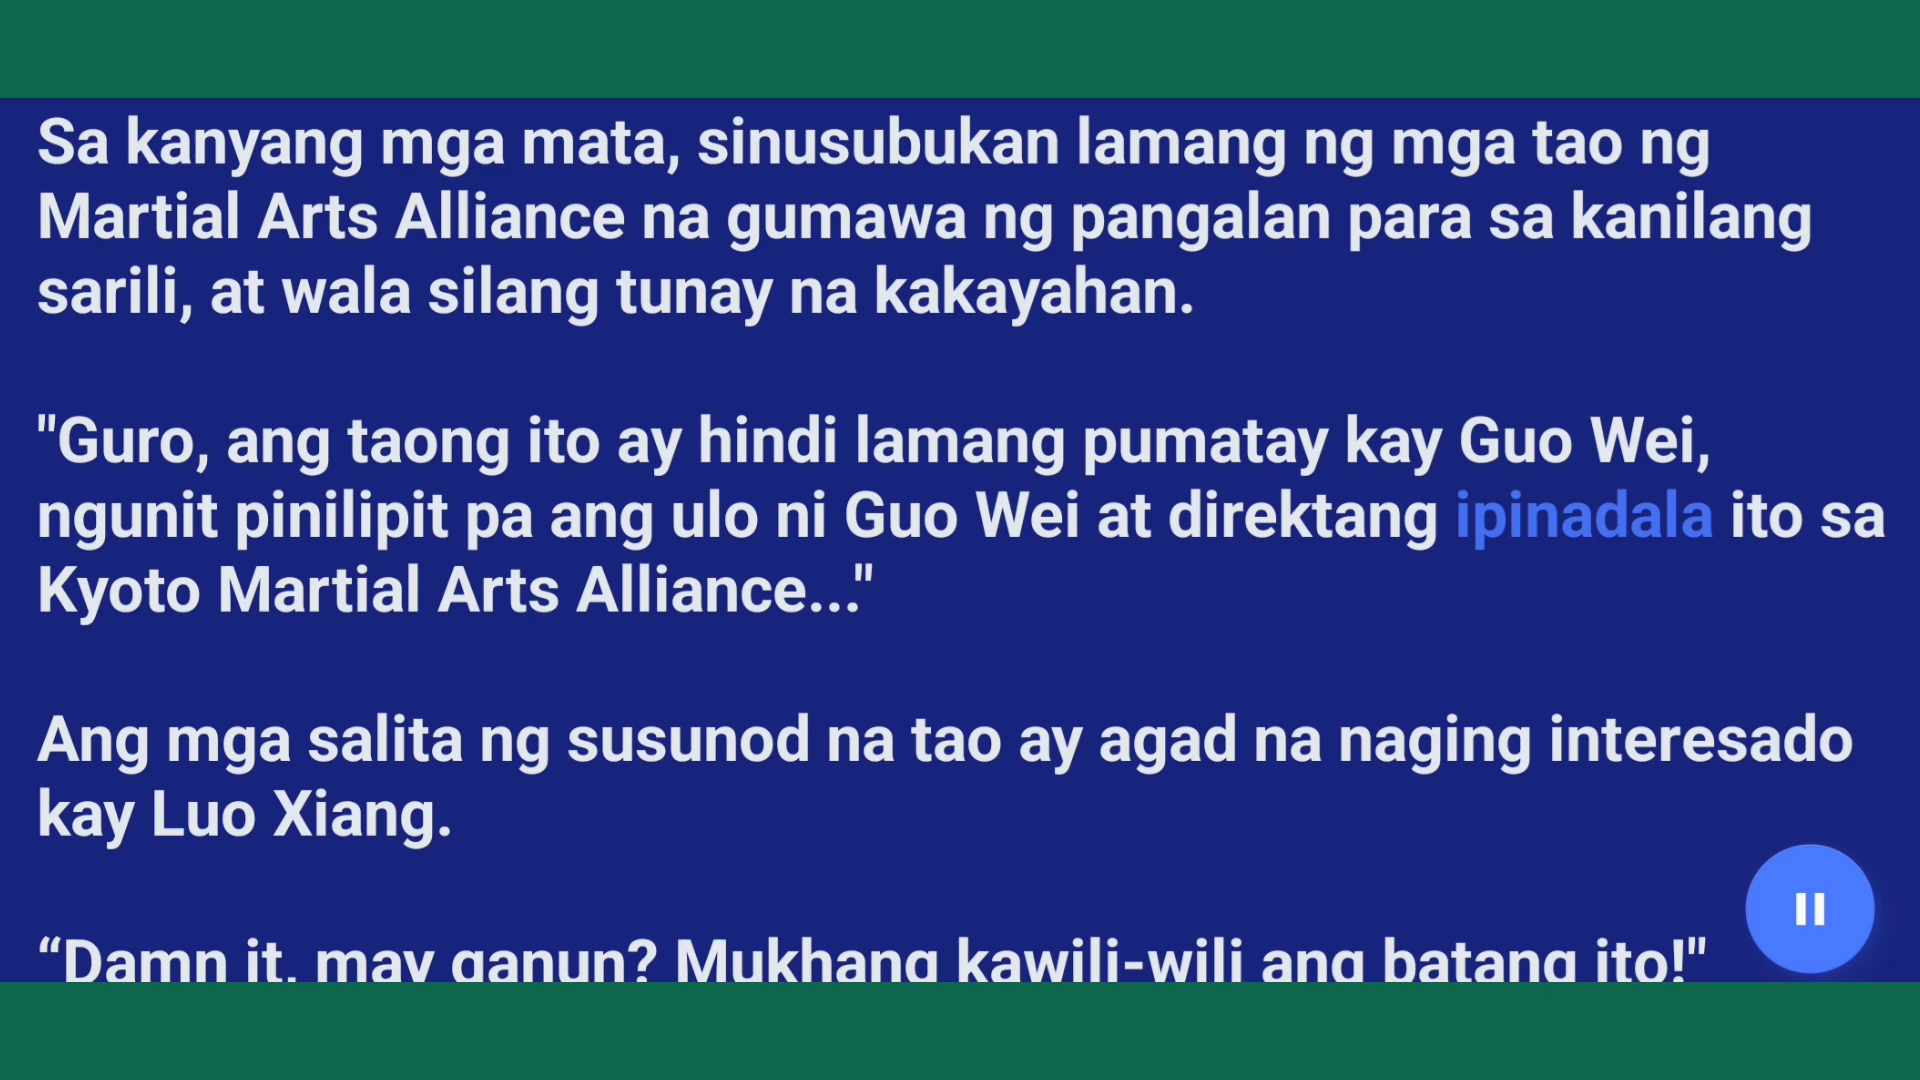 Sa kanyang mga mata, sinusubukan lamang ng mga tao ng
Martial Arts Alliance na gumawa ng pangalan para sa kanilang
sarili, at wala silang tunay na kakayahan.
"Guro, ang taong ito ay hindi lamang pumatay kay Guo Wei,
ngunit pinilipit pa ang ulo ni Guo Wei at direktang ipinadala ito sa
Kyoto Martial Arts Alliance..."
Ang mga salita ng susunod na tao ay agad na naging interesado
kay Luo Xiang.
“Damn it, may ganun? Mukhang kawili-wili ang batang ito!"